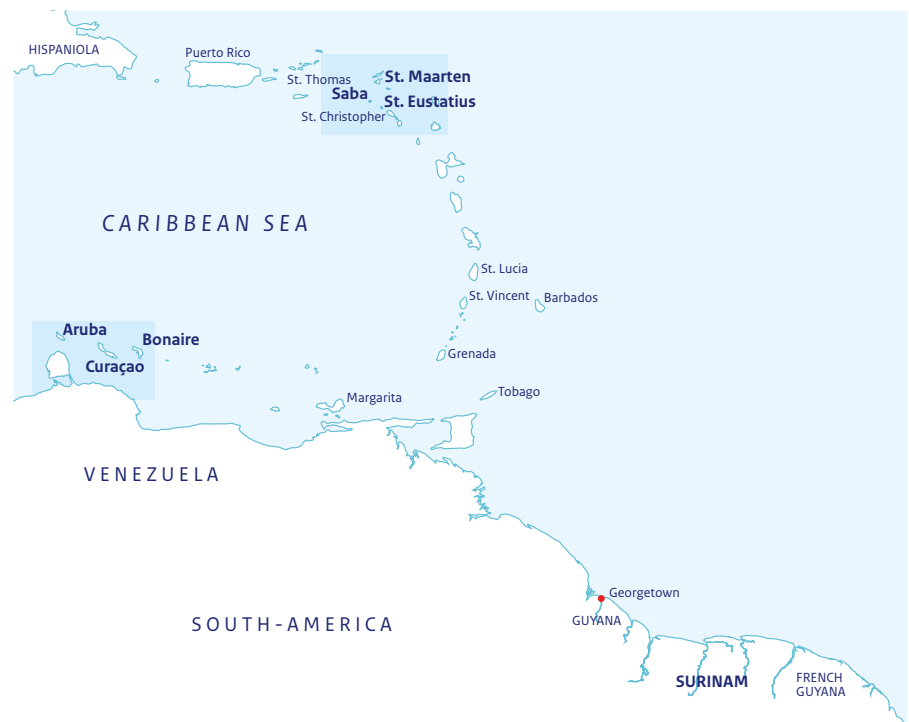 HISPANIOLA
Puerto Rico
St. Thomas
St. Maarten
Saba
St. Eustatius
St. Christopher
CARIBBEAN SEA
St. Lucia
St. Vincent
Barbados
Aruba
Bonaire
Curaçao
Grenada
Margarita
Tobago
VENEZUELA
Georgetown
GUYANA
SOUTH-AMERICA
SURINAM
FRENCH
GUYANA